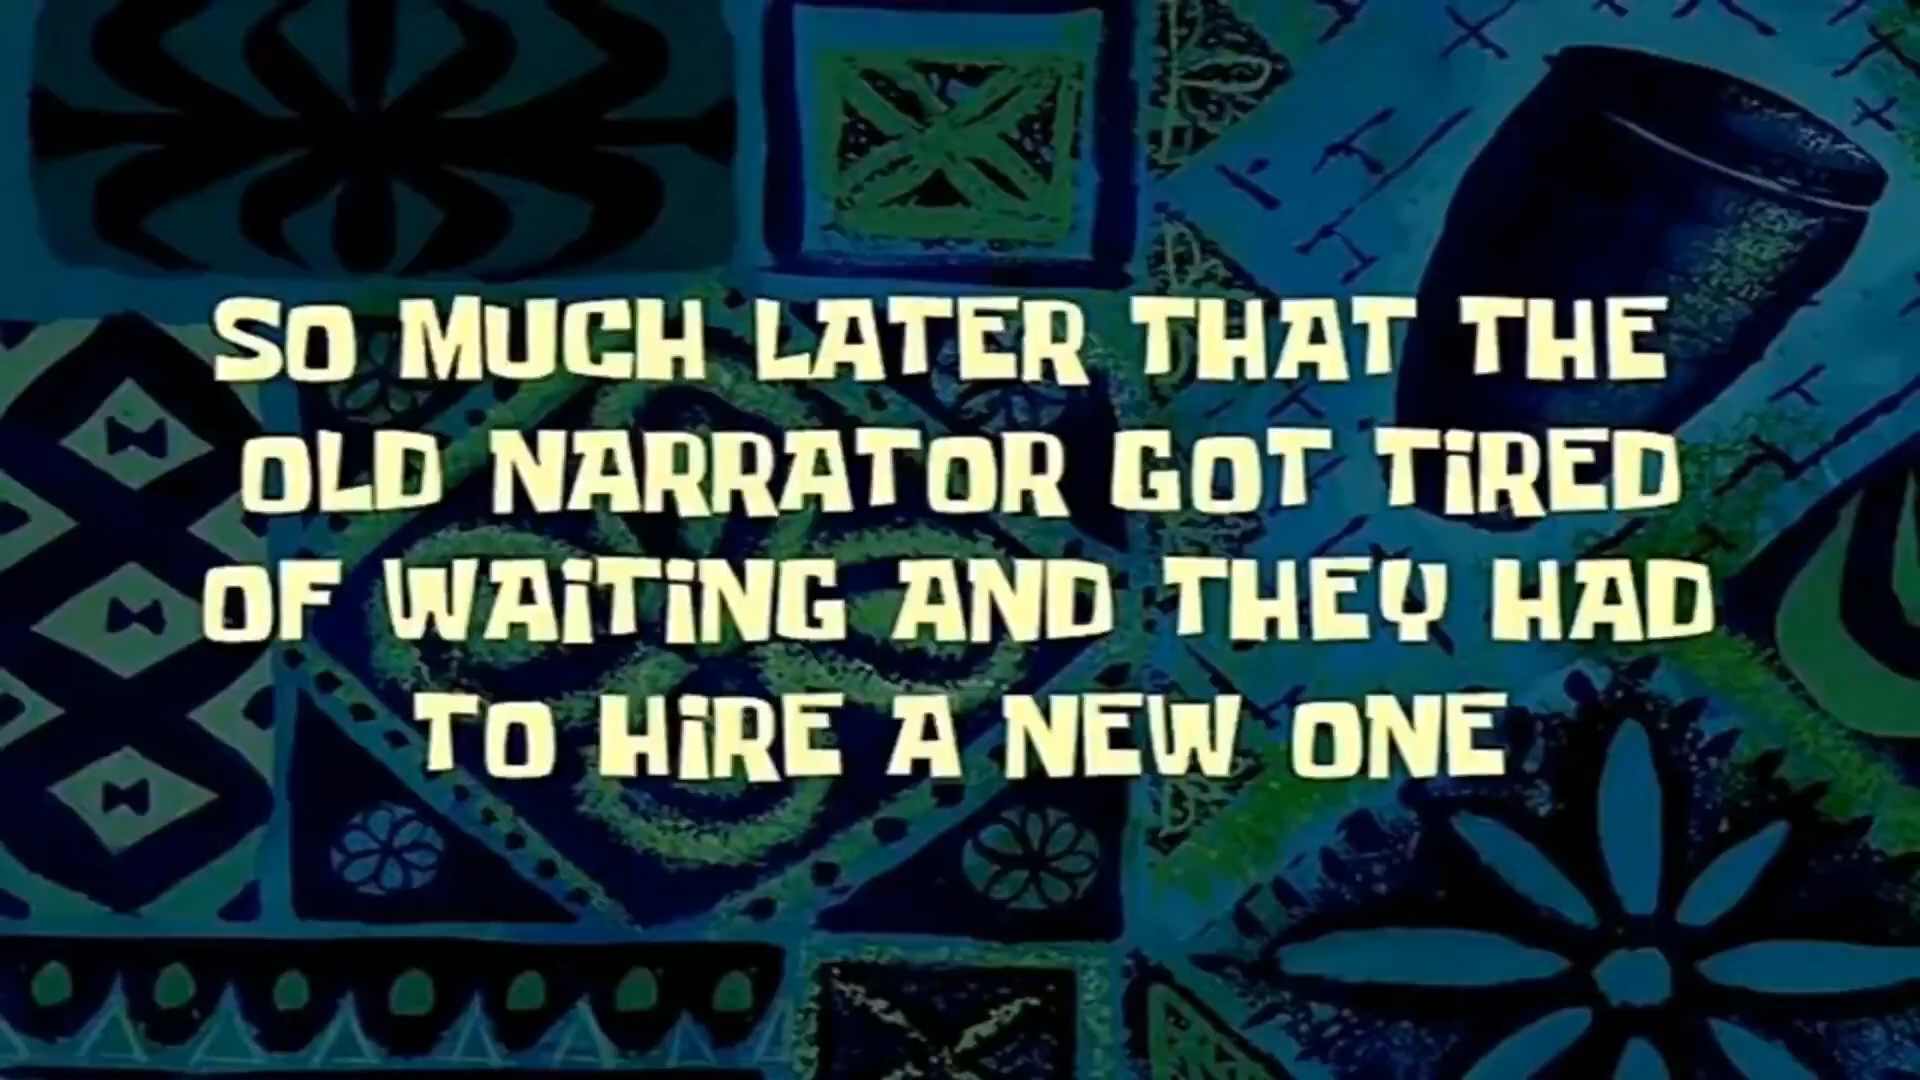 SO MUCH LATER THAT THE
OLD NARRATOR GOT TIRED
OF WAITING AND THEY HAD
TO HIRE A NEW ONE